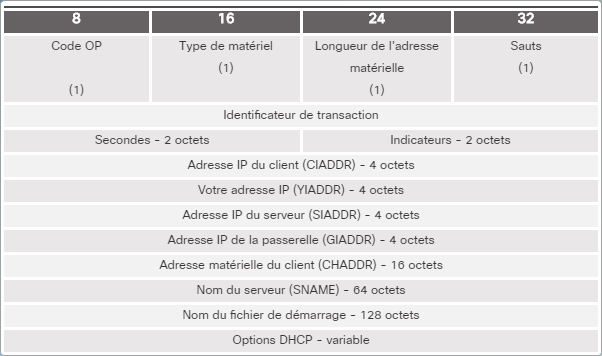 8 16 24 32
Code OP Type de matériel Longueur de l'adresse Sauts
(1) matérielle (1)
(1) (1)
Identificateur de transaction
Secondes - 2 octets Indicateurs - 2 octets
Adresse IP du client (CIADDR) - 4 octets
Votre adresse IP (YIADDR) - 4 octets
Adresse IP du serveur (SIADDR) - 4 octets
Adresse IP de la passerelle (GIADDR) - 4 octets
Adresse matérielle du client (CHADDR) - 16 octets
Nom du serveur (SNAME) - 64 octets
Nom du fichier de démarrage - 128 octets
Options DHCP - variable